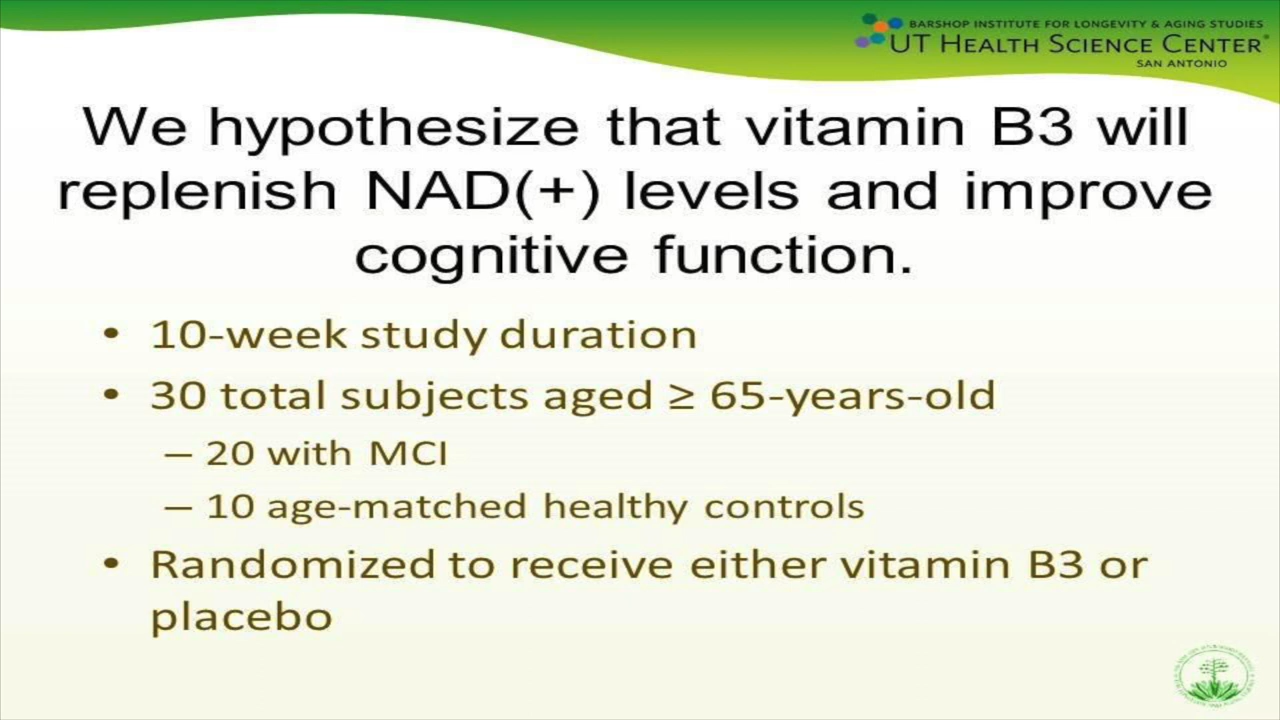 BARSHOP INSTITUTE FOR LONGEVITY & AGING STUDIES
UT HEALTH SCIENCE CENTER®
SAN ANTONIO
We hypothesize that vitamin B3 will
replenish NAD(+) levels and improve
cognitive function.
• 10-week study duration
• 30 total subjects aged ≥ 65-years-old
– 20 with MCI
– 10 age-matched healthy controls
• Randomized to receive either vitamin B3 or
placebo